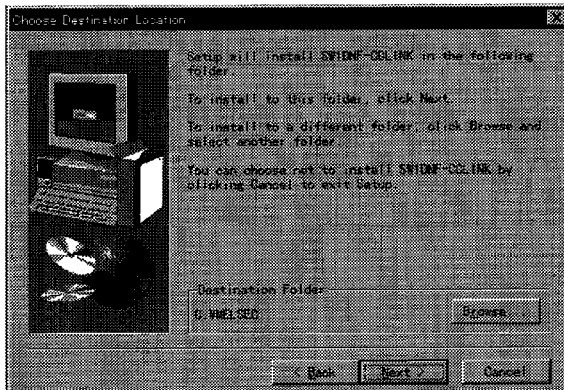 Choose Destination Location
Setup will install SW1DNF-CCLINK in the following
folder.
To install to this folder, click Next.
To install to a different folder, click Browse and
select another folder.
You can choose not to install SW1DNF-CCLINK by
clicking Cancel to exit Setup.
Destination Folder
Browse...
< Back
Next >
Cancel